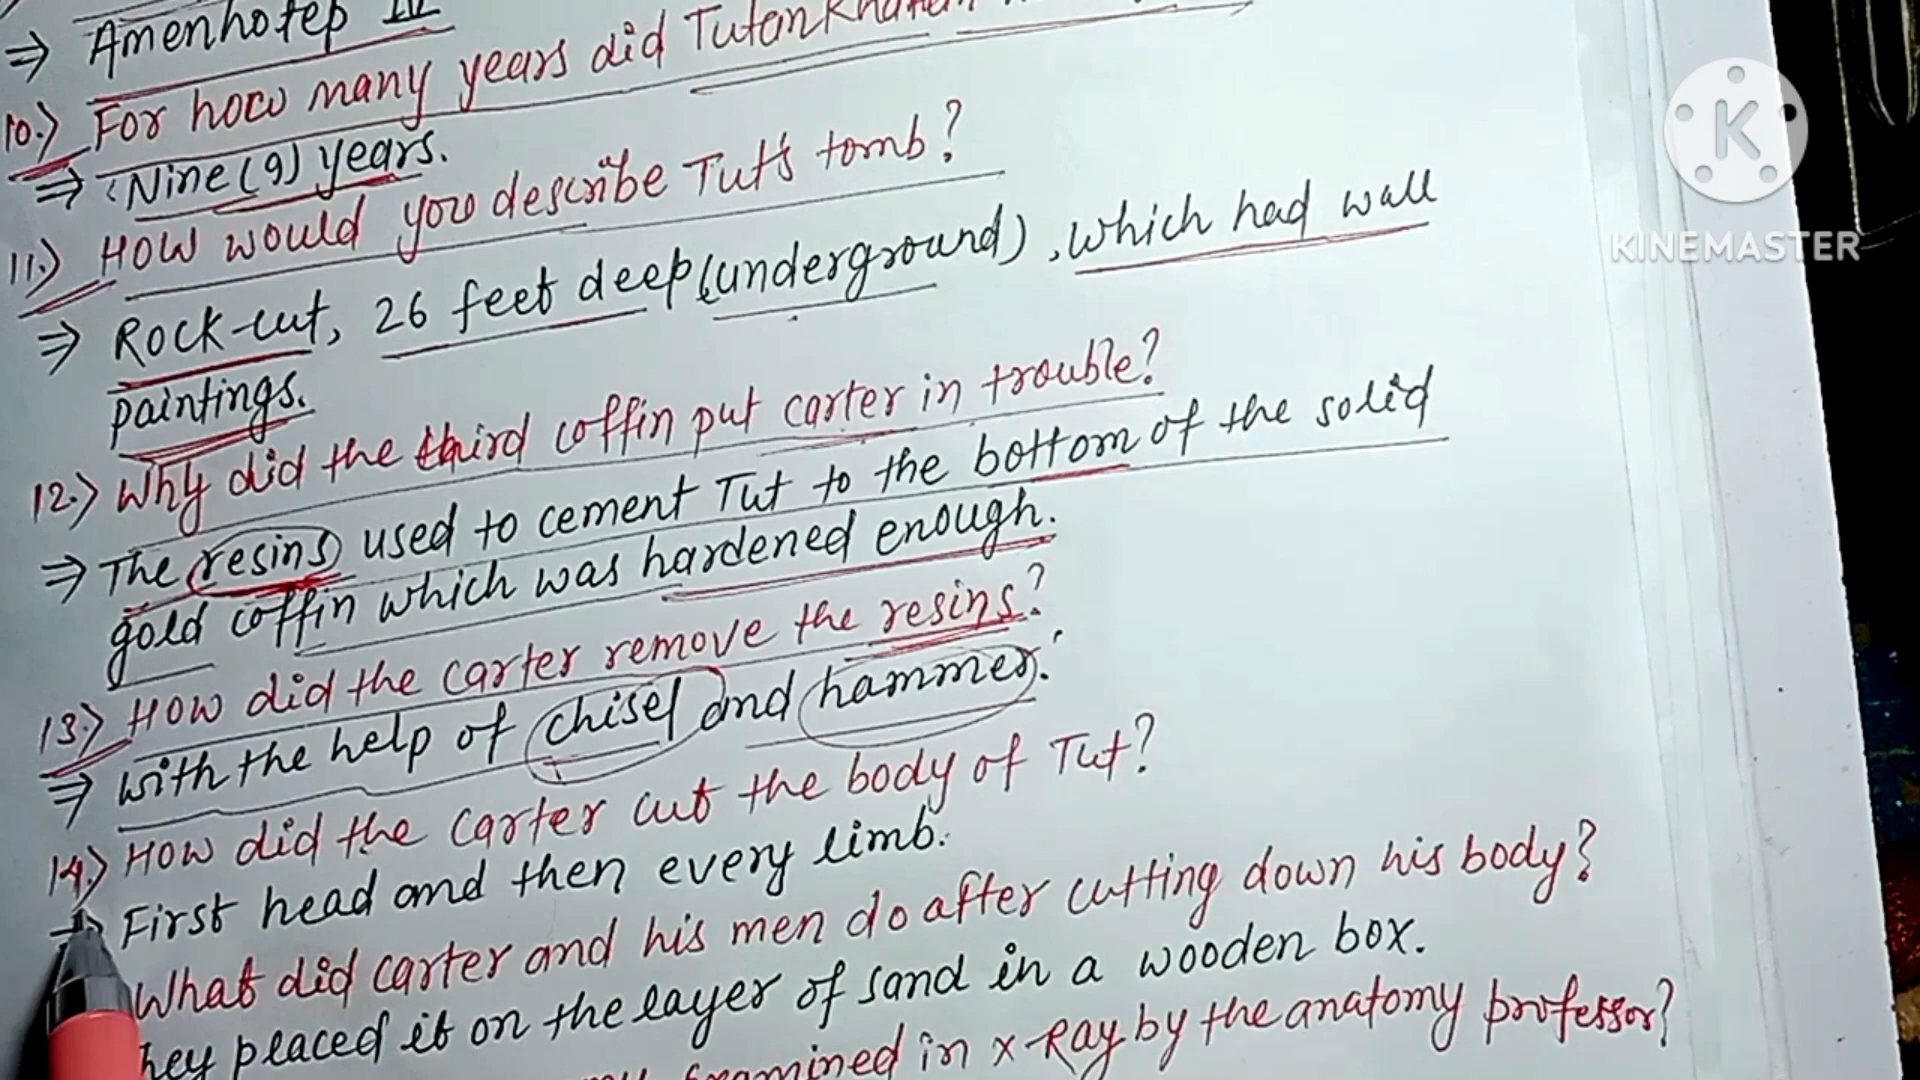 ⇒ Amenhotep IV
10.) For how many years did Tutankhamen
⇒ Nine (9) years.
11.) How would you describe Tut's tomb?
⇒ Rock-cut, 26 feet deep (underground), which had wall
paintings.
12.) Why did the third coffin put carter in trouble?
⇒ The resins used to cement Tut to the bottom of the solid
gold coffin which was hardened enough.
13.) How did the carter remove the resins?
⇒ with the help of chisel and hammer.
14.) How did the carter cut the body of Tut?
⇒ First head and then every limb.
What did carter and his men do after cutting down his body?
hey placed it on the layer of sand in a wooden box.
examined in x-Ray by the anatomy professor?
K
KINEMASTER